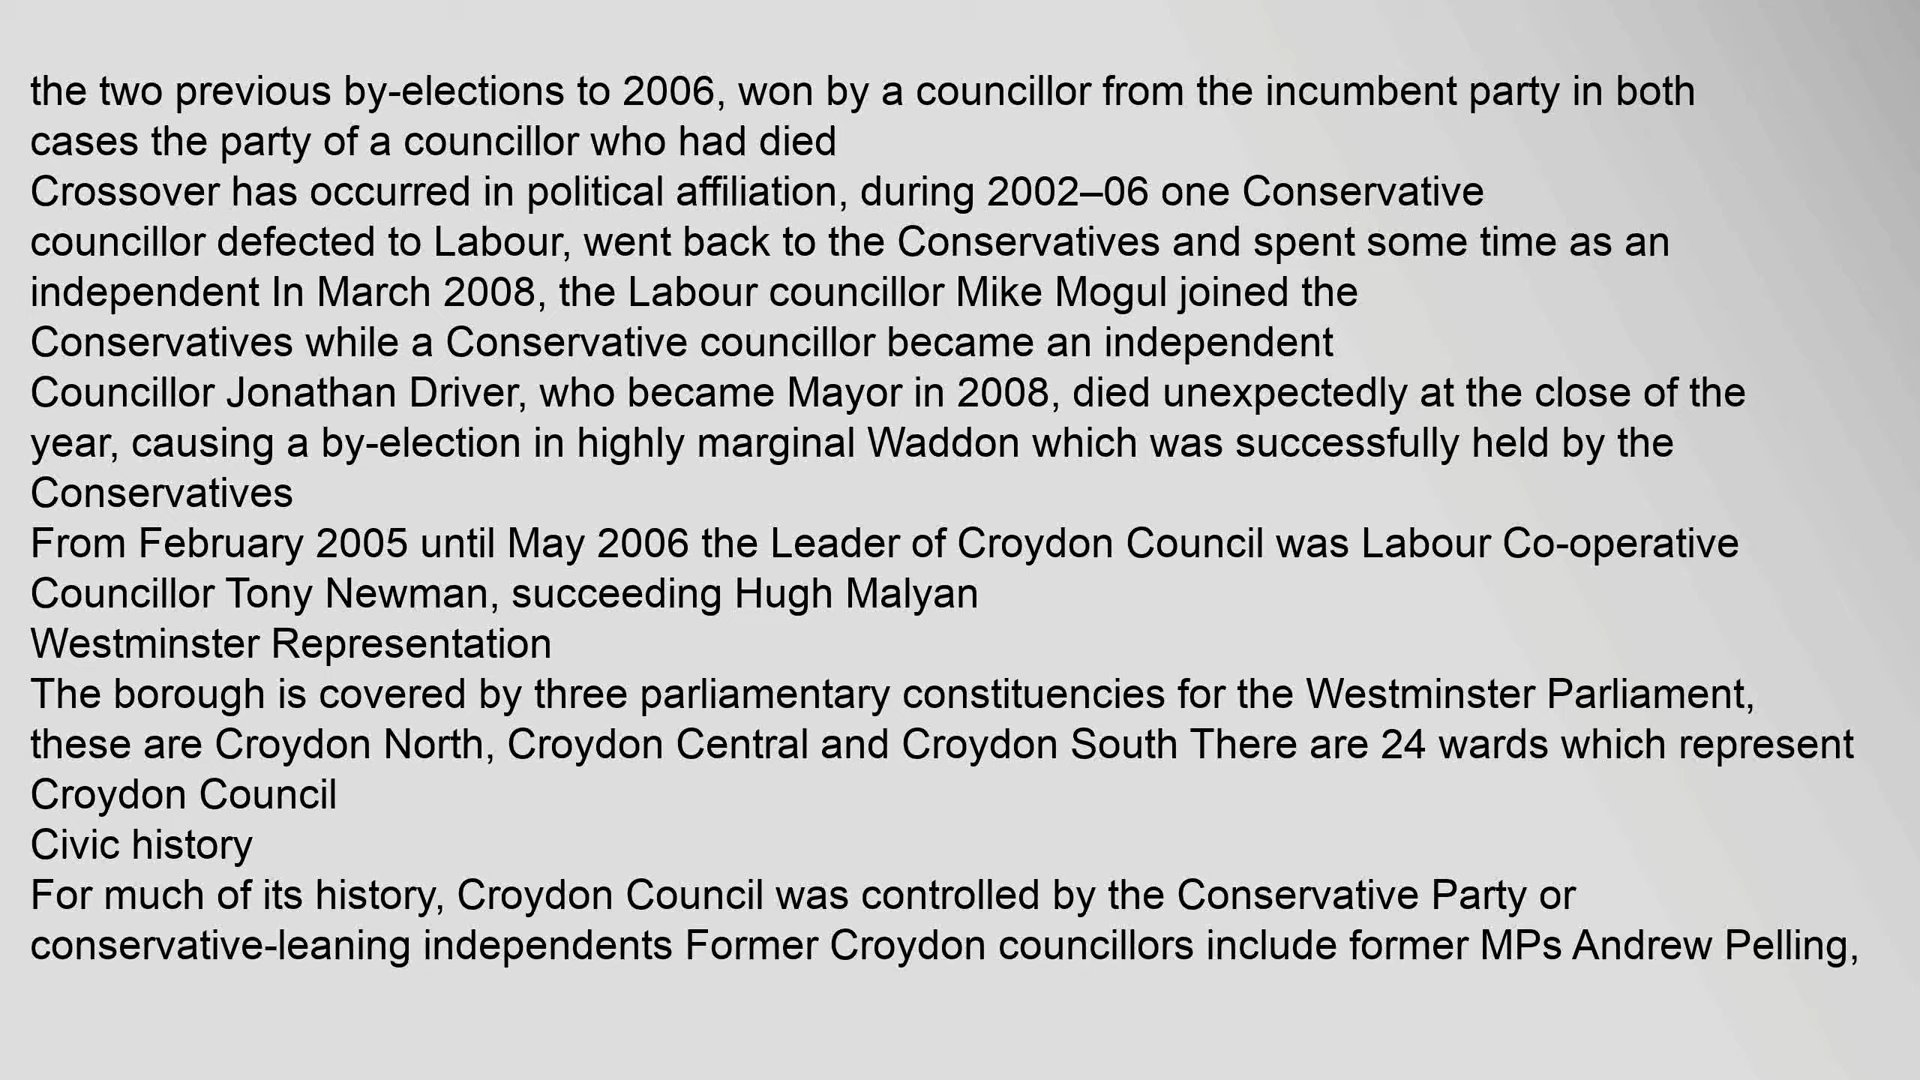 the two previous by-elections to 2006, won by a councillor from the incumbent party in both
cases the party of a councillor who had died
Crossover has occurred in political affiliation, during 2002–06 one Conservative
councillor defected to Labour, went back to the Conservatives and spent some time as an
independent In March 2008, the Labour councillor Mike Mogul joined the
Conservatives while a Conservative councillor became an independent
Councillor Jonathan Driver, who became Mayor in 2008, died unexpectedly at the close of the
year, causing a by-election in highly marginal Waddon which was successfully held by the
Conservatives
From February 2005 until May 2006 the Leader of Croydon Council was Labour Co-operative
Councillor Tony Newman, succeeding Hugh Malyan
Westminster Representation
The borough is covered by three parliamentary constituencies for the Westminster Parliament,
these are Croydon North, Croydon Central and Croydon South There are 24 wards which represent
Croydon Council
Civic history
For much of its history, Croydon Council was controlled by the Conservative Party or
conservative-leaning independents Former Croydon councillors include former MPs Andrew Pelling,